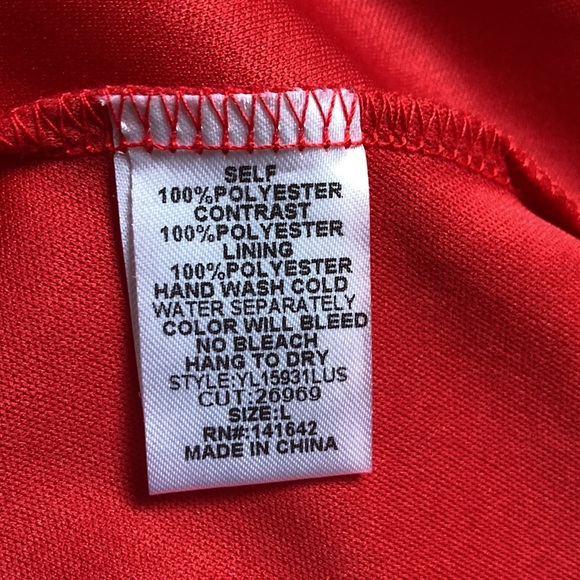 SELF
100%POLYESTER
CONTRAST
100%POLYESTER
LINING
100%POLYESTER
HAND WASH COLD
WATER SEPARATELY
COLOR WILL BLEED
NO BLEACH
HANG TO DRY
STYLE:YL15931LUS
CUT:26969
SIZE:L
RN#:141642
MADE IN CHINA